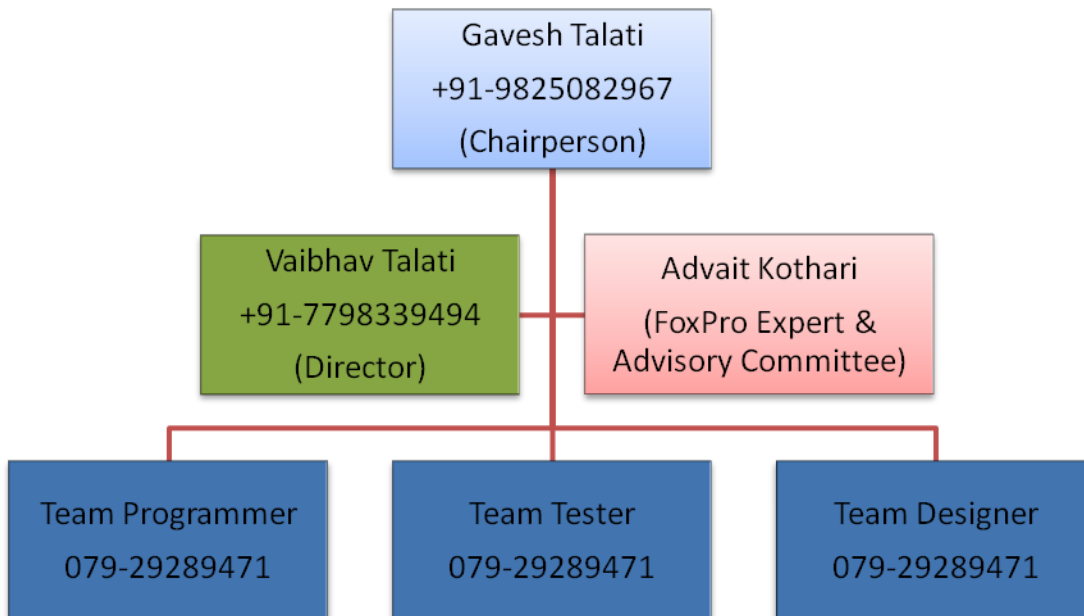 Gavesh Talati
+91-9825082967
(Chairperson)
Vaibhav Talati
+91-7798339494
(Director)
Advait Kothari
(FoxPro Expert &
Advisory Committee)
Team Programmer
079-29289471
Team Tester
079-29289471
Team Designer
079-29289471